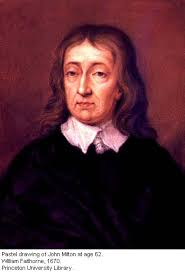 Pastel drawing of John Milton at age 62.
William Faithorne, 1670.
Princeton University Library.